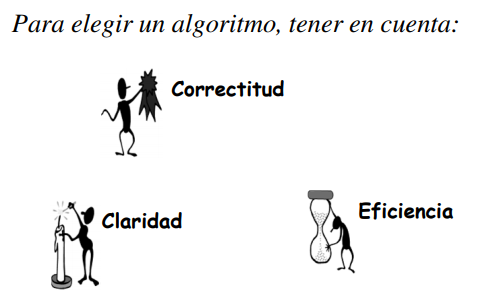 Para elegir un algoritmo, tener en cuenta:
Correctitud
Claridad
Eficiencia